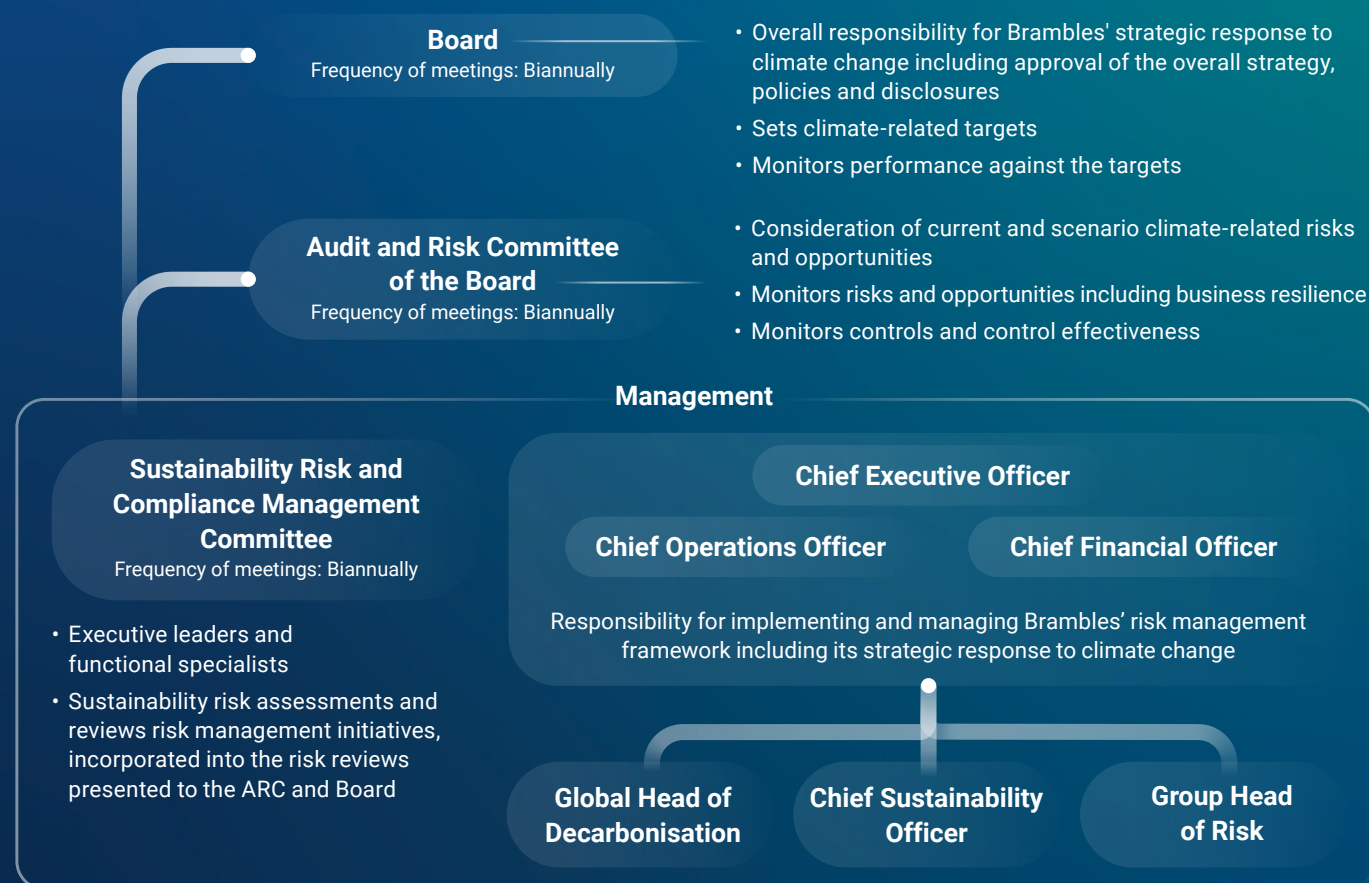 Board
Frequency of meetings: Biannually
• Overall responsibility for Brambles' strategic response to
climate change including approval of the overall strategy,
policies and disclosures
• Sets climate-related targets
• Monitors performance against the targets
Audit and Risk Committee
of the Board
Frequency of meetings: Biannually
• Consideration of current and scenario climate-related risks
and opportunities
• Monitors risks and opportunities including business resilience
• Monitors controls and control effectiveness
Management
Sustainability Risk and
Compliance Management
Committee
Frequency of meetings: Biannually
• Executive leaders and
functional specialists
• Sustainability risk assessments and
reviews risk management initiatives,
incorporated into the risk reviews
presented to the ARC and Board
Chief Executive Officer
Chief Operations Officer
Chief Financial Officer
Responsibility for implementing and managing Brambles’ risk management
framework including its strategic response to climate change
Global Head of
Decarbonisation
Chief Sustainability
Officer
Group Head
of Risk